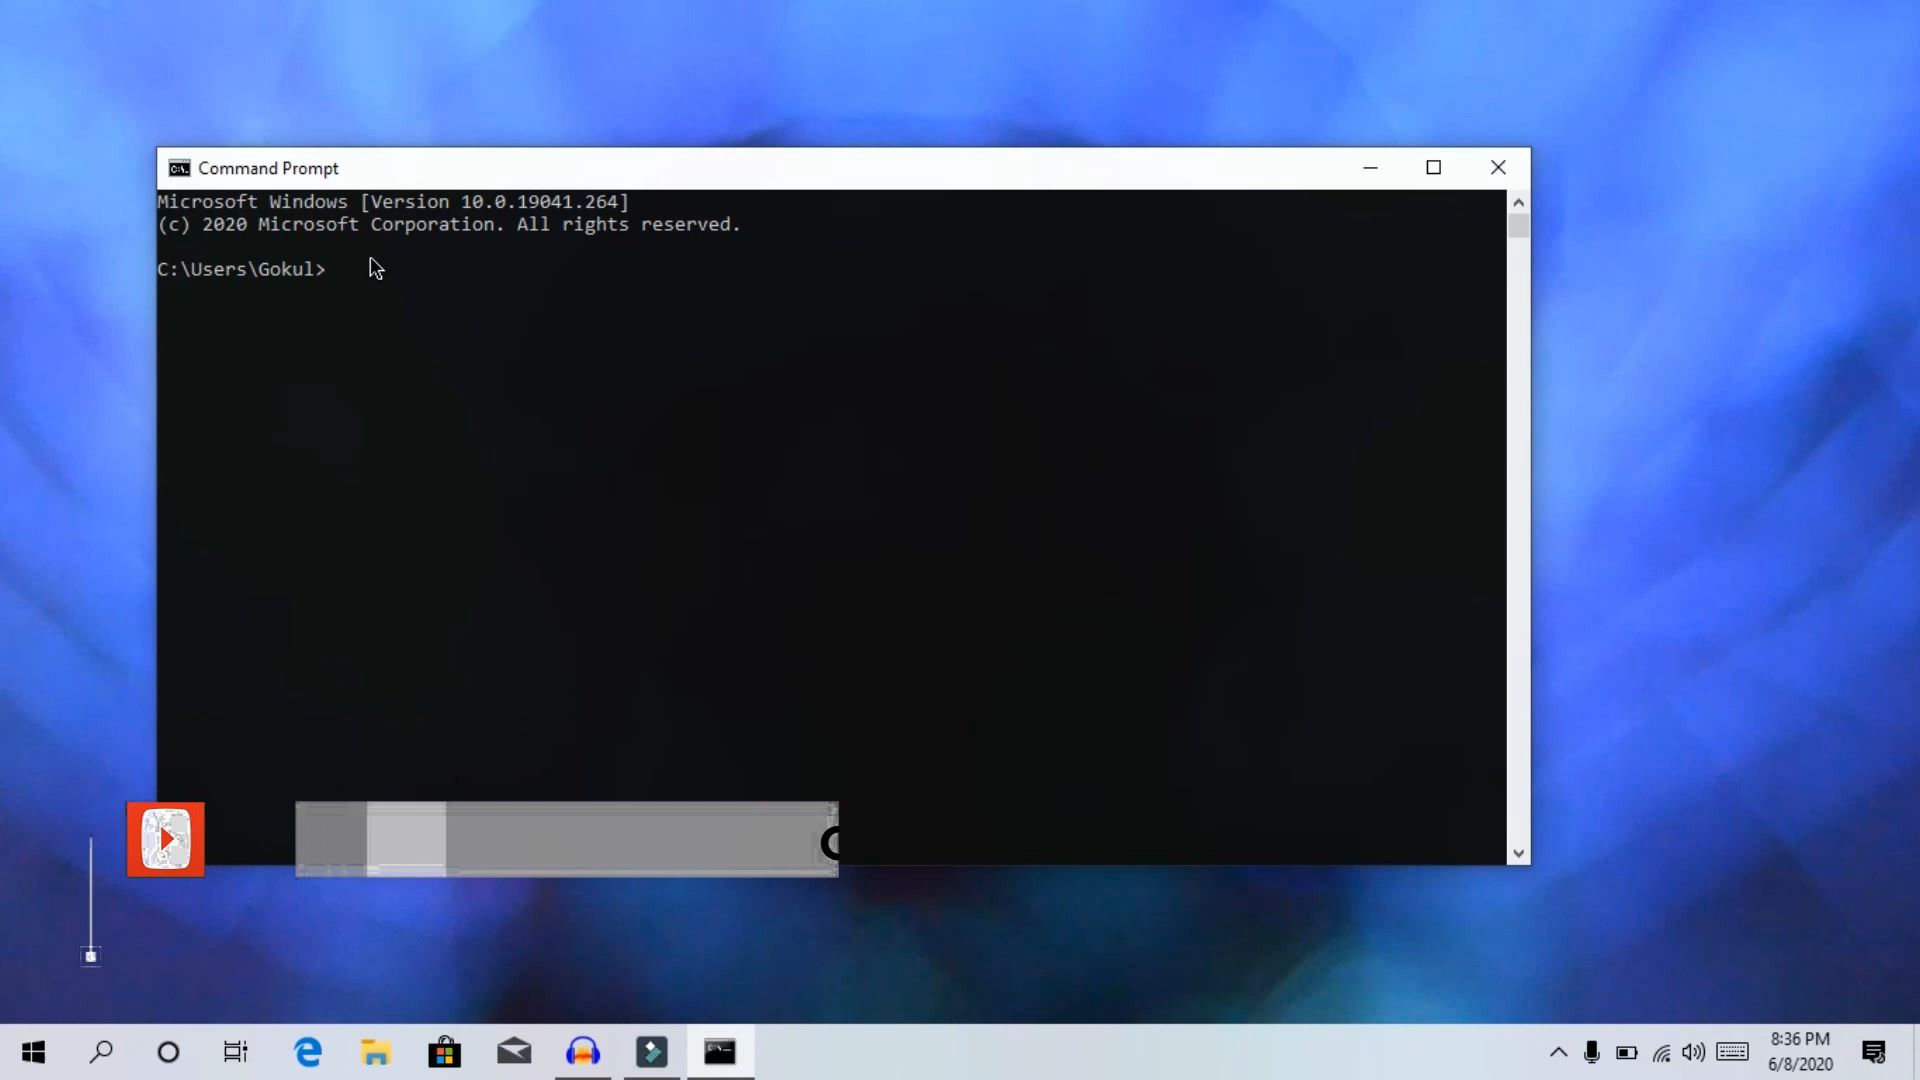 Command Prompt
Microsoft Windows [Version 10.0.19041.264]
(c) 2020 Microsoft Corporation. All rights reserved.
C:\Users\Gokul>
8:36 PM
6/8/2020